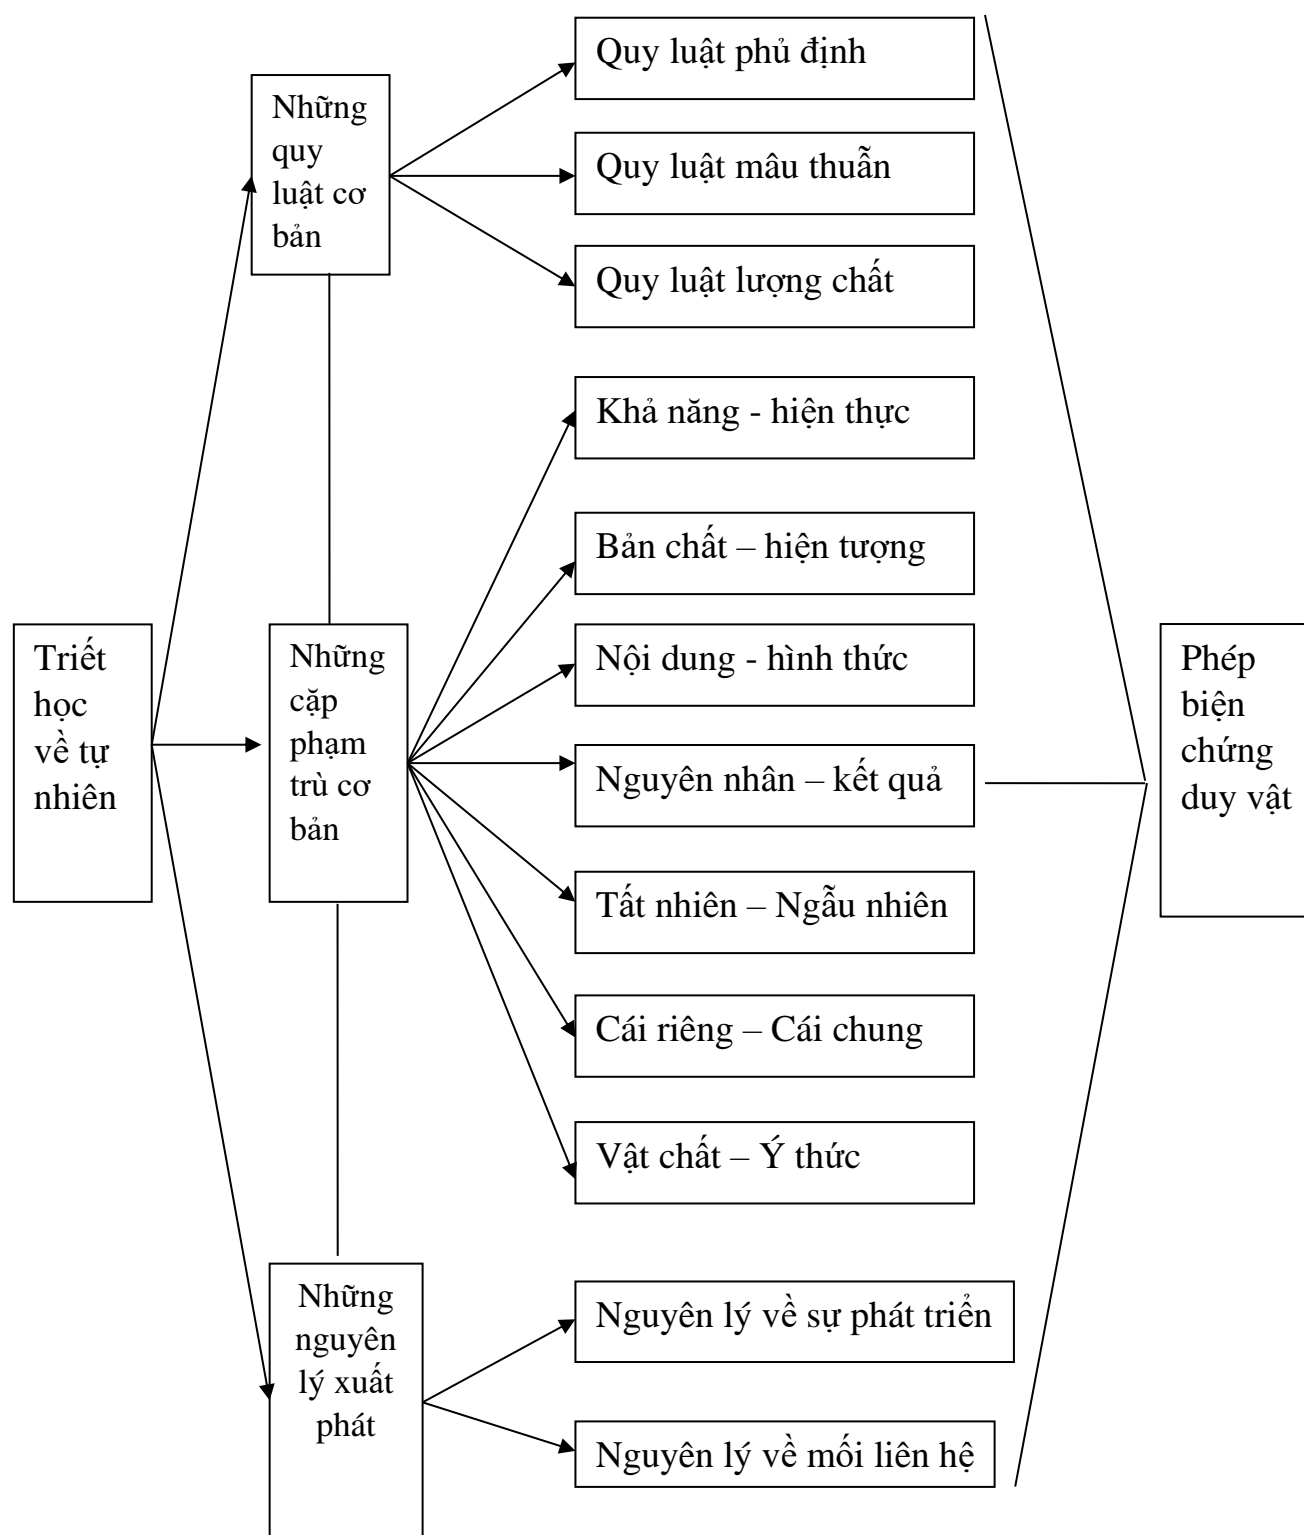 Quy luật phủ định
Những
quy
luật cơ
bản
Quy luật mâu thuẫn
Quy luật lượng chất
Khả năng - hiện thực
Bản chất – hiện tượng
Triết
học
về tự
nhiên
Những
cặp
phạm
trù cơ
bản
Nội dung - hình thức
Phép
biện
chứng
duy vật
Nguyên nhân – kết quả
Tất nhiên – Ngẫu nhiên
Cái riêng – Cái chung
Vật chất – Ý thức
Những
nguyên
lý xuất
phát
Nguyên lý về sự phát triển
Nguyên lý về mối liên hệ